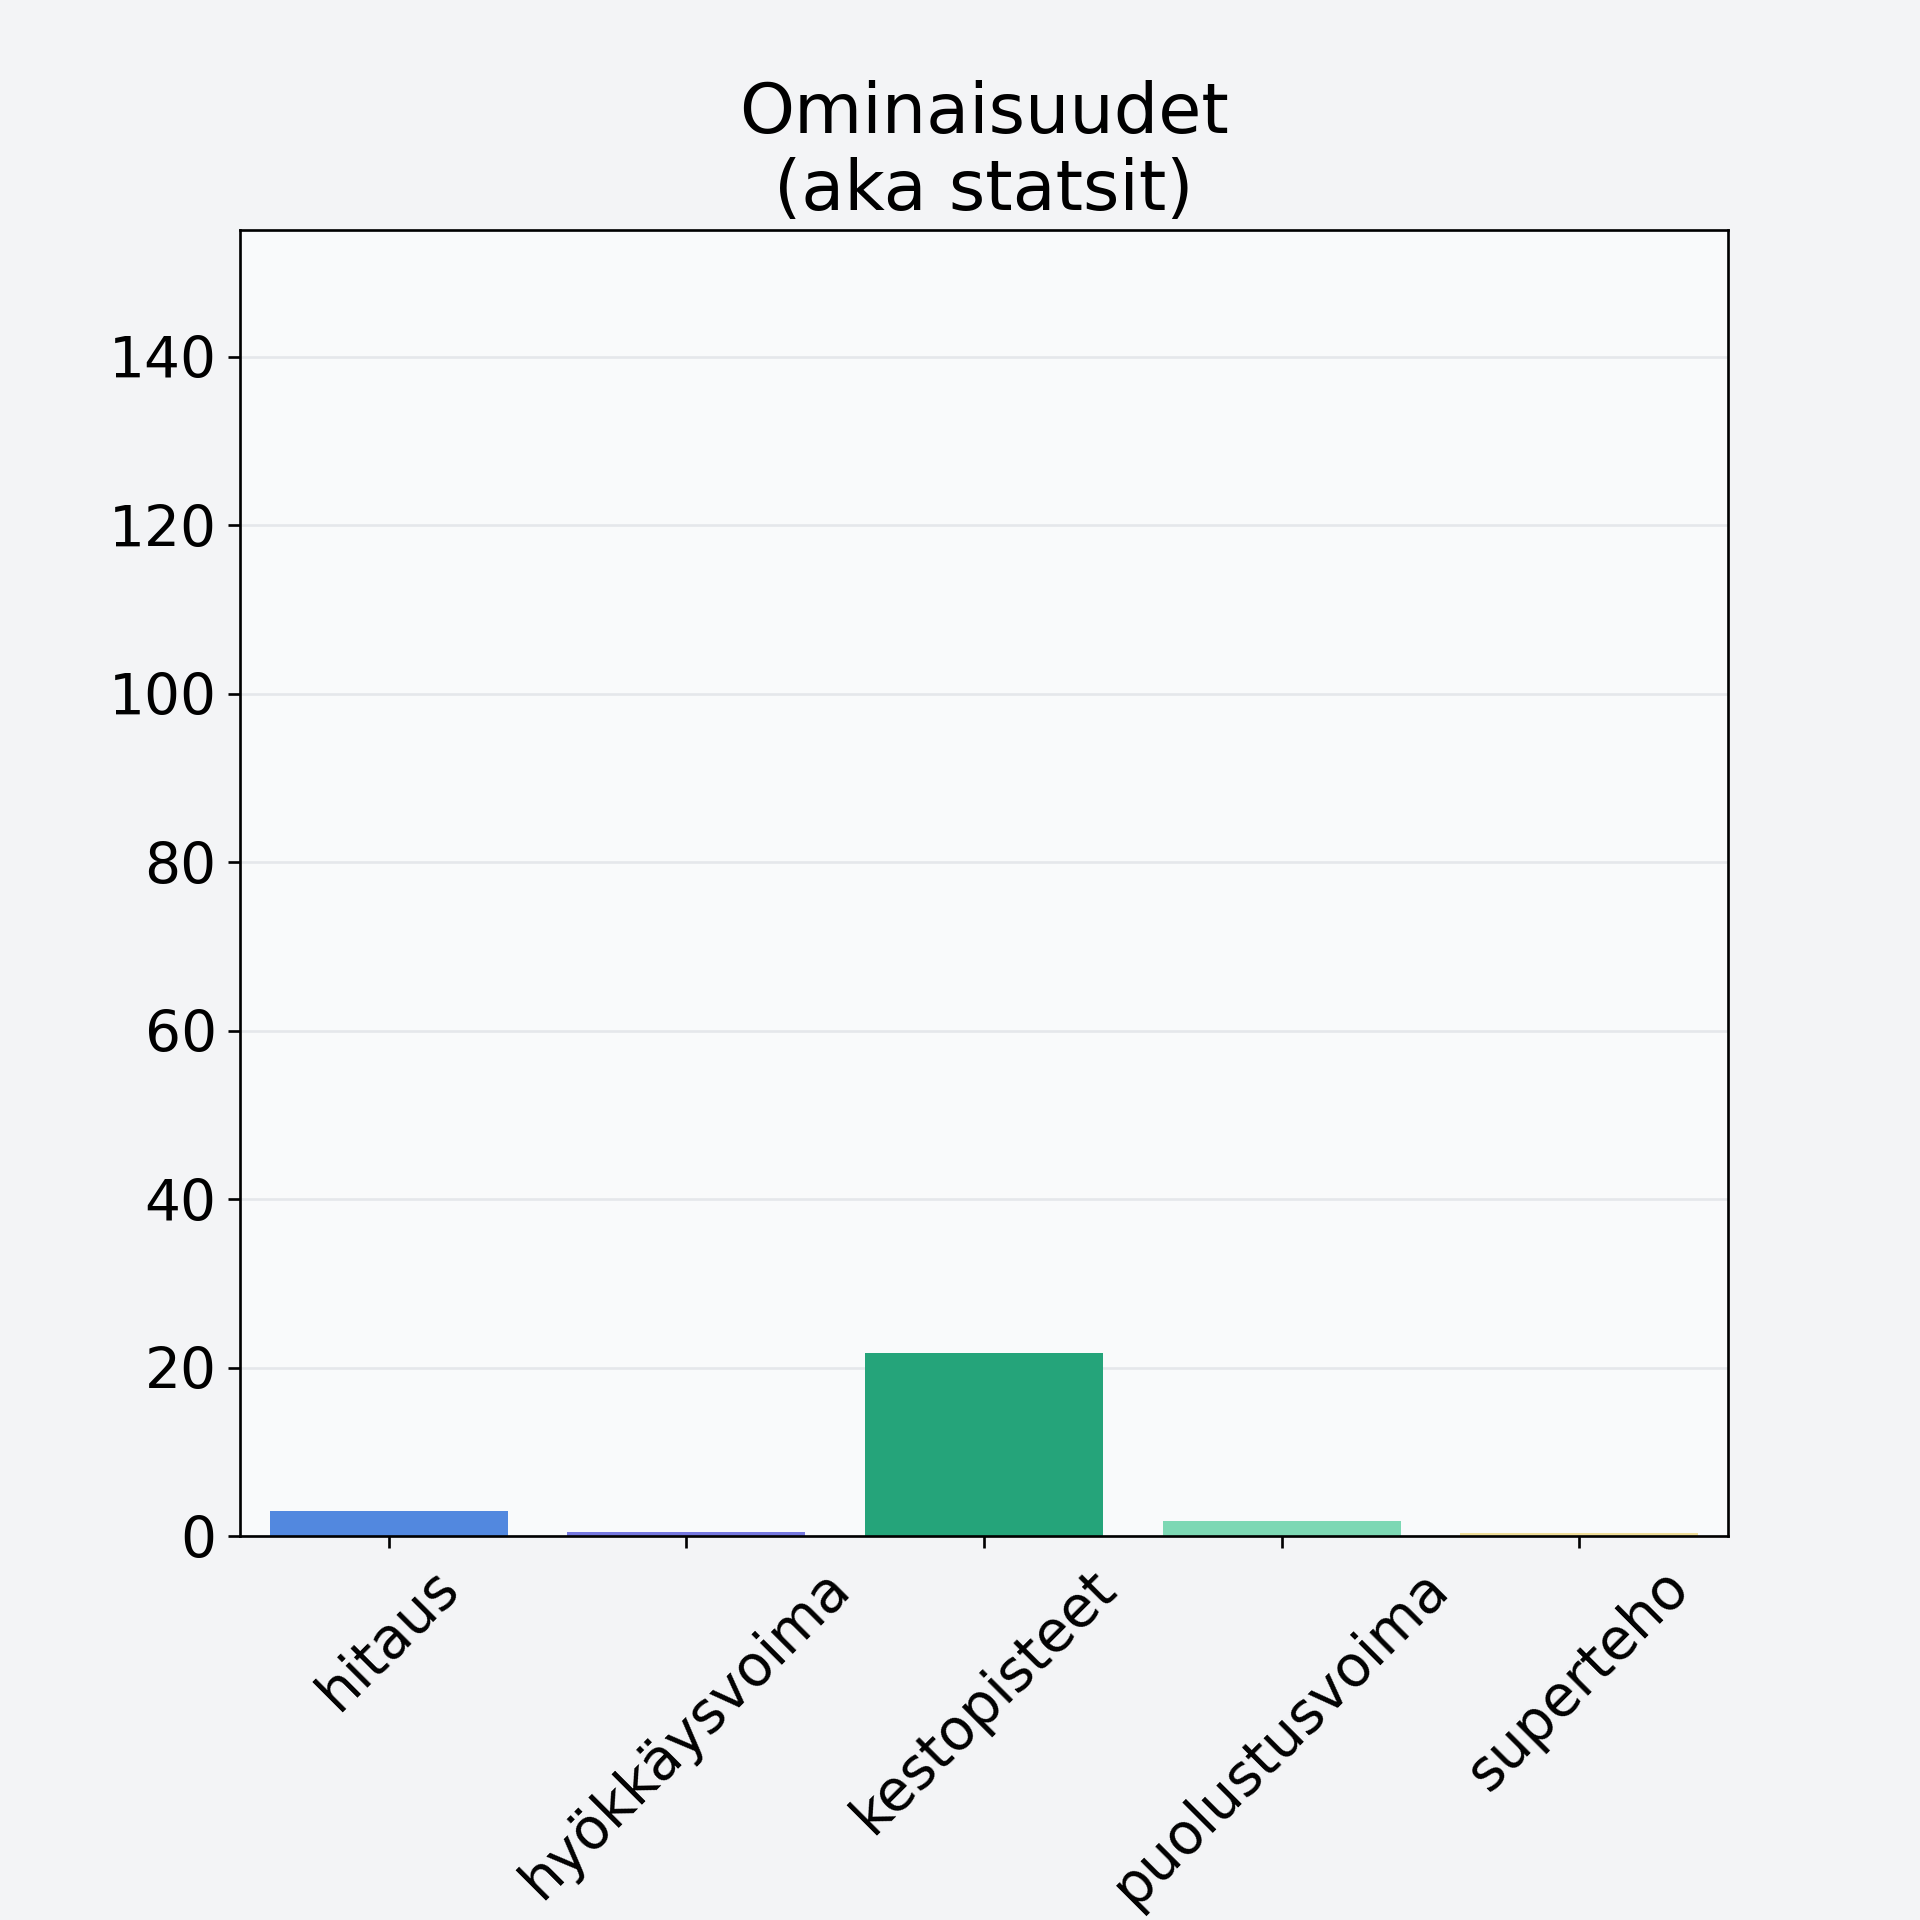 Ominaisuudet
(aka statsit)
140
120
100
80
60
40
20
0
hitaus
hyökkäysvoima
kestopisteet
puolustusvoima
superteho